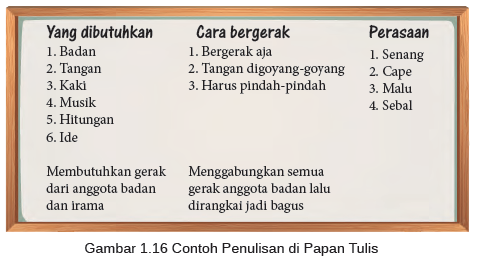 Yang dibutuhkan
1. Badan
2. Tangan
3. Kaki
4. Musik
5. Hitungan
6. Ide
Membutuhkan gerak
dari anggota badan
dan irama
Cara bergerak
1. Bergerak aja
2. Tangan digoyang-goyang
3. Harus pindah-pindah
Menggabungkan semua
gerak anggota badan lalu
dirangkai jadi bagus
Perasaan
1. Senang
2. Cape
3. Malu
4. Sebal
Gambar 1.16 Contoh Penulisan di Papan Tulis